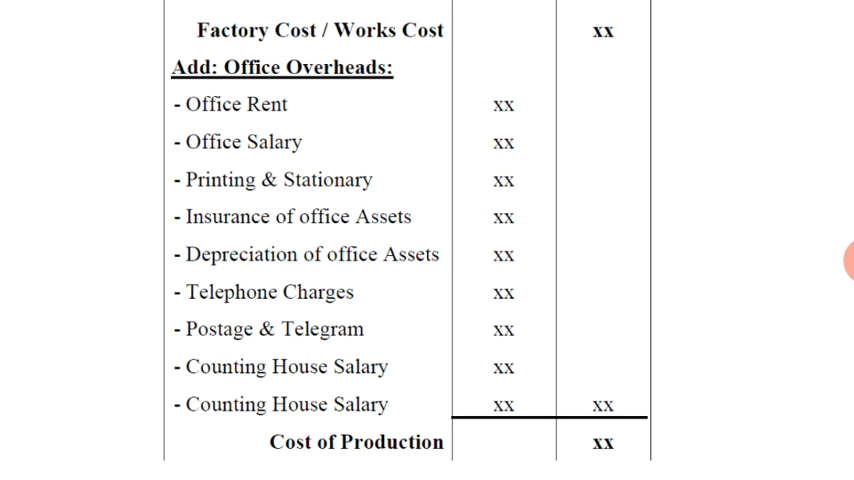 Factory Cost / Works Cost xx
Add: Office Overheads:
- Office Rent xx
- Office Salary xx
- Printing & Stationary xx
- Insurance of office Assets xx
- Depreciation of office Assets xx
- Telephone Charges xx
- Postage & Telegram xx
- Counting House Salary xx
- Counting House Salary xx xx
Cost of Production xx